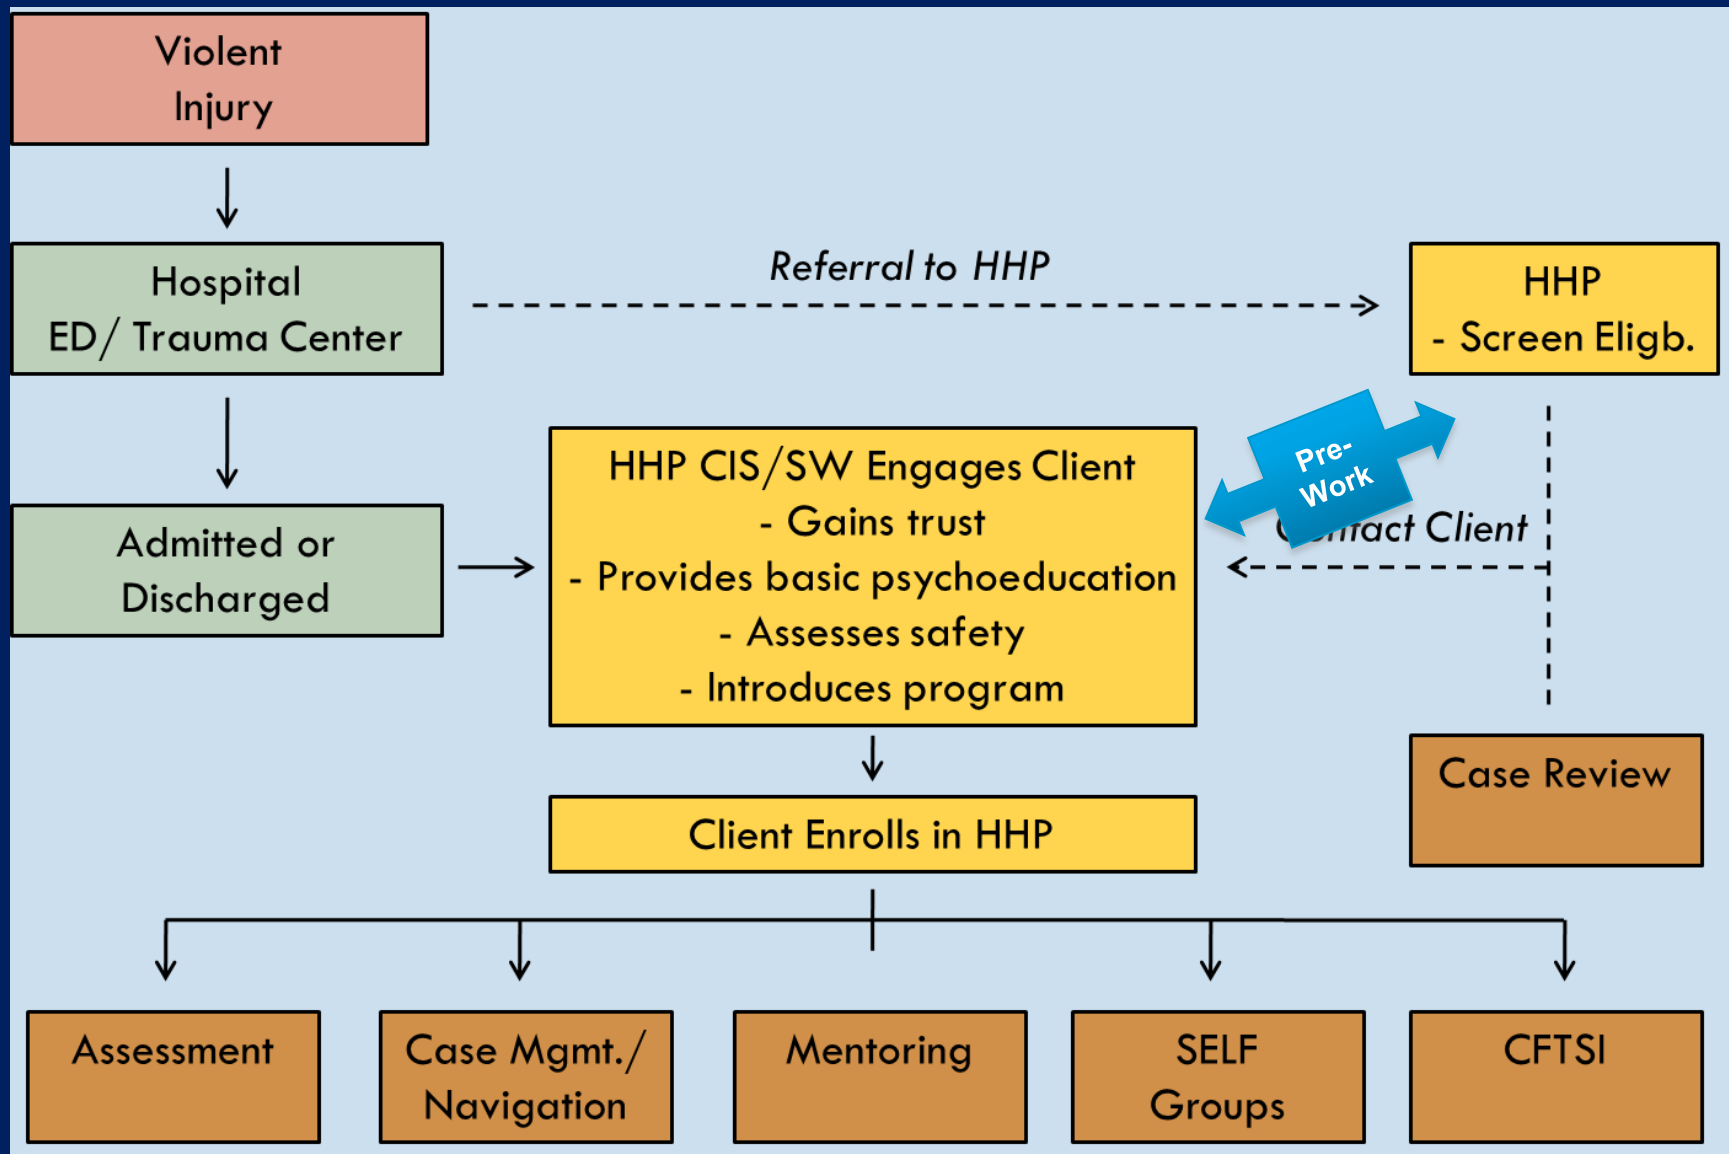 Violent
Injury
Hospital
ED/ Trauma Center
Referral to HHP
HHP
- Screen Eligb.
Admitted or
Discharged
HHP CIS/SW Engages Client
- Gains trust
- Provides basic psychoeducation
- Assesses safety
- Introduces program
Pre-
Work
Contact Client
Case Review
Client Enrolls in HHP
Assessment
Case Mgmt./
Navigation
Mentoring
SELF
Groups
CFTSI